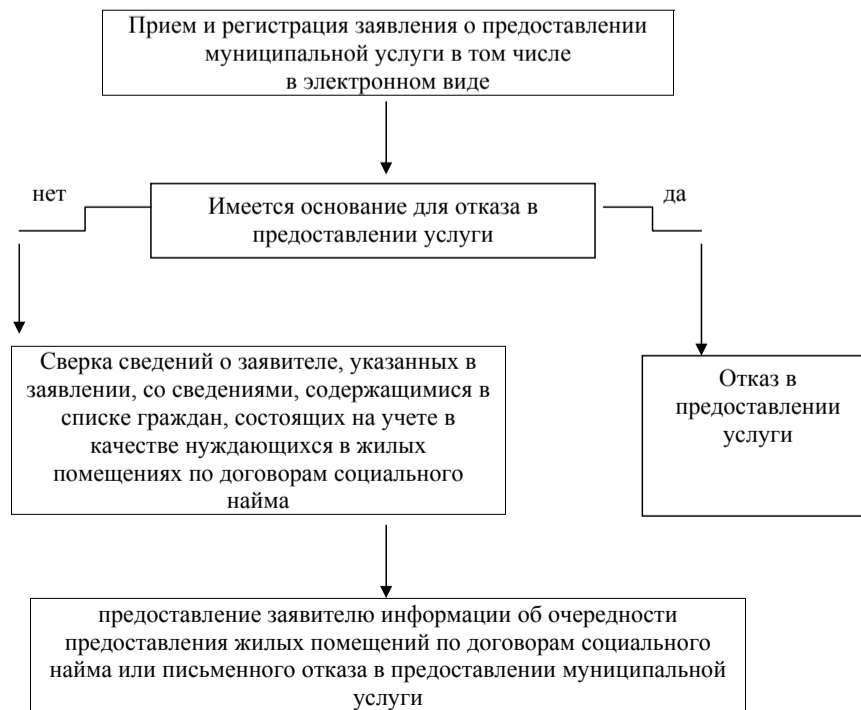 Прием и регистрация заявления о предоставлении
муниципальной услуги в том числе
в электронном виде
нет
да
Имеется основание для отказа в
предоставлении услуги
Сверка сведений о заявителе, указанных в
заявлении, со сведениями, содержащимися в
списке граждан, состоящих на учете в
качестве нуждающихся в жилых
помещениях по договорам социального
найма
Отказ в
предоставлении
услуги
предоставление заявителю информации об очередности
предоставления жилых помещений по договорам социального
найма или письменного отказа в предоставлении муниципальной
услуги